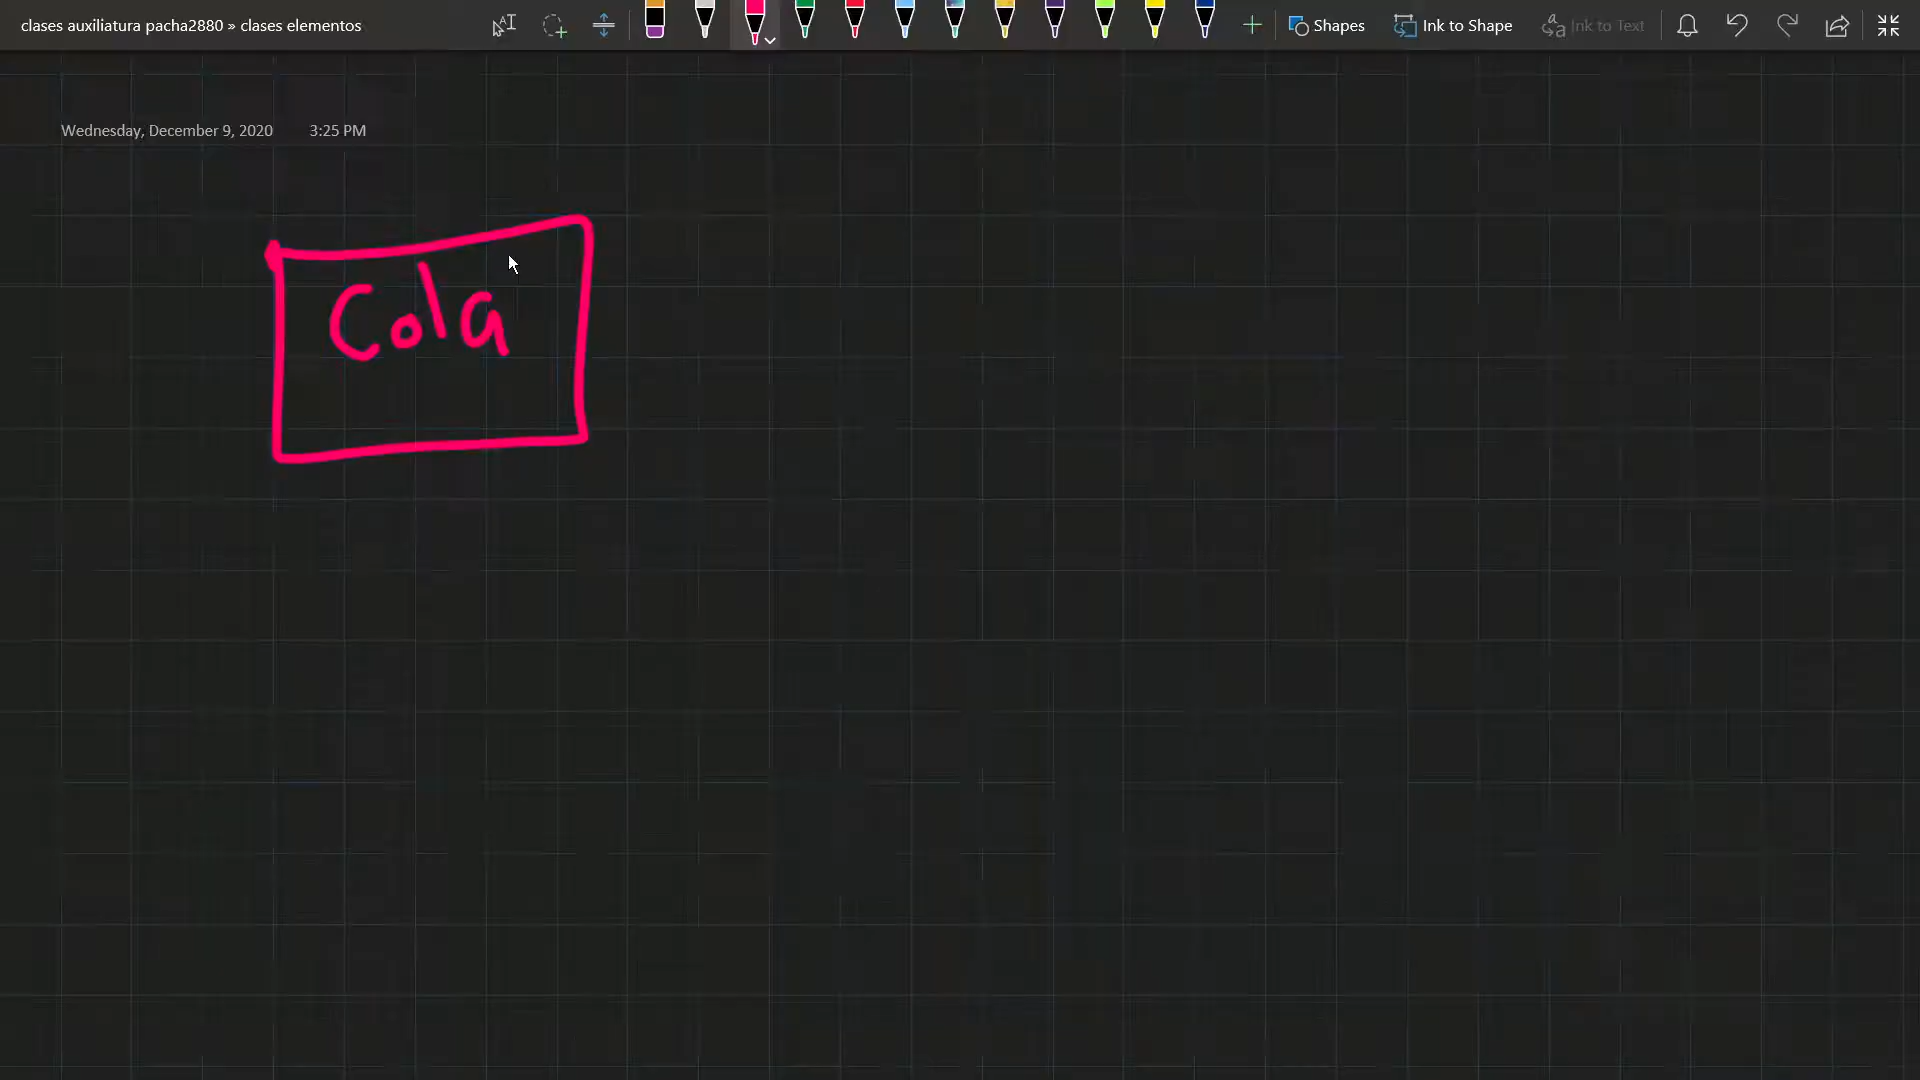 clases auxiliatura pacha2880 » clases elementos
Shapes
Ink to Shape
Ink to Text
Wednesday, December 9, 2020 3:25 PM
Cola